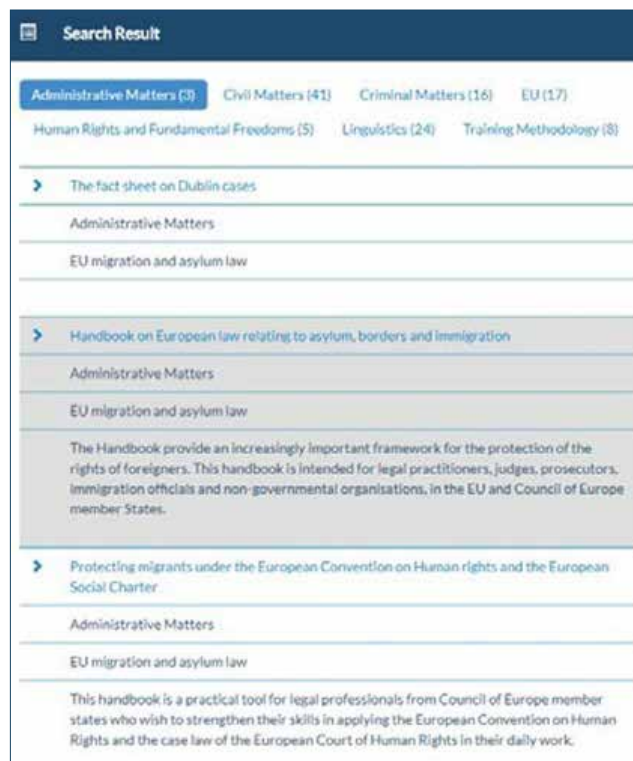 Search Result
Administrative Matters (3) Civil Matters (41) Criminal Matters (16) EU (17)
Human Rights and Fundamental Freedoms (5) Linguistics (24) Training Methodology (8)
The fact sheet on Dublin cases
Administrative Matters
EU migration and asylum law
Handbook on European law relating to asylum, borders and immigration
Administrative Matters
EU migration and asylum law
The Handbook provide an increasingly important framework for the protection of the
rights of foreigners. This handbook is intended for legal practitioners, judges, prosecutors,
immigration officials and non-governmental organisations, in the EU and Council of Europe
member States.
Protecting migrants under the European Convention on Human rights and the European
Social Charter
Administrative Matters
EU migration and asylum law
This handbook is a practical tool for legal professionals from Council of Europe member
states who wish to strengthen their skills in applying the European Convention on Human
Rights and the case law of the European Court of Human Rights in their daily work.